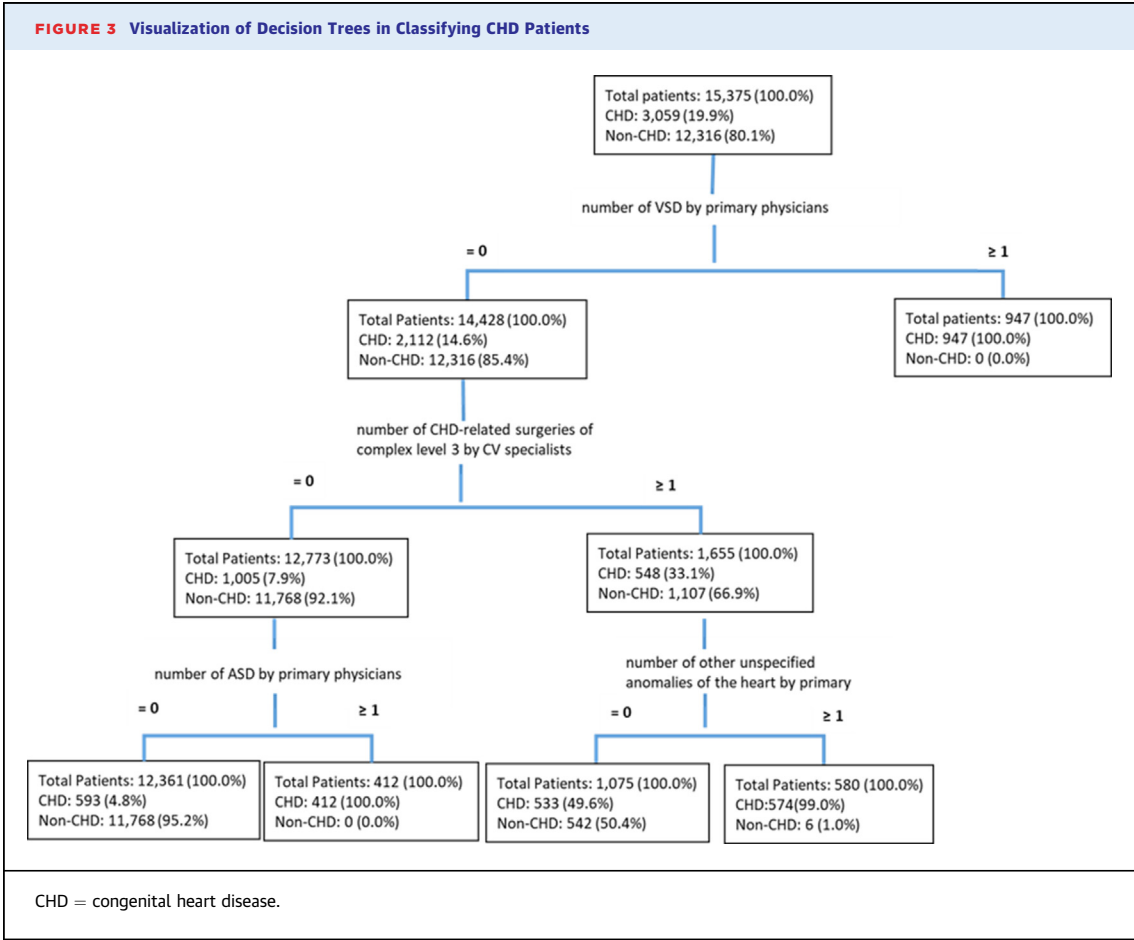 FIGURE 3 Visualization of Decision Trees in Classifying CHD Patients
Total patients: 15,375 (100.0%)
CHD: 3,059 (19.9%)
Non-CHD: 12,316 (80.1%)
number of VSD by primary physicians
= 0
≥ 1
Total Patients: 14,428 (100.0%)
CHD: 2,112 (14.6%)
Non-CHD: 12,316 (85.4%)
Total patients: 947 (100.0%)
CHD: 947 (100.0%)
Non-CHD: 0 (0.0%)
number of CHD-related surgeries of
complex level 3 by CV specialists
= 0
≥ 1
Total Patients: 12,773 (100.0%)
CHD: 1,005 (7.9%)
Non-CHD: 11,768 (92.1%)
Total Patients: 1,655 (100.0%)
CHD: 548 (33.1%)
Non-CHD: 1,107 (66.9%)
number of ASD by primary physicians
= 0
≥ 1
number of other unspecified
anomalies of the heart by primary
= 0
≥ 1
Total Patients: 12,361 (100.0%)
CHD: 593 (4.8%)
Non-CHD: 11,768 (95.2%)
Total Patients: 412 (100.0%)
CHD: 412 (100.0%)
Non-CHD: 0 (0.0%)
Total Patients: 1,075 (100.0%)
CHD: 533 (49.6%)
Non-CHD: 542 (50.4%)
Total Patients: 580 (100.0%)
CHD:574(99.0%)
Non-CHD: 6 (1.0%)
CHD = congenital heart disease.